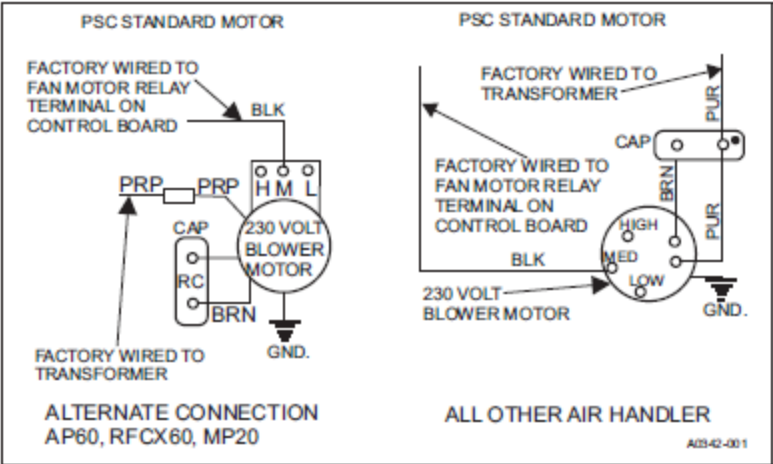 PSC STANDARD MOTOR
FACTORY WIRED TO
FAN MOTOR RELAY
TERMINAL ON
CONTROL BOARD
BLK
PRP
PRP
H M L
CAP
RC
230 VOLT
BLOWER
MOTOR
BRN
GND.
FACTORY WIRED TO
TRANSFORMER
ALTERNATE CONNECTION
AP60, RFCX60, MP20
PSC STANDARD MOTOR
FACTORY WIRED TO
TRANSFORMER
PUR
CAP
FACTORY WIRED TO
FAN MOTOR RELAY
TERMINAL ON
CONTROL BOARD
BRN
PUR
HIGH
MED
LOW
BLK
230 VOLT
BLOWER MOTOR
GND.
ALL OTHER AIR HANDLER
A0342-001